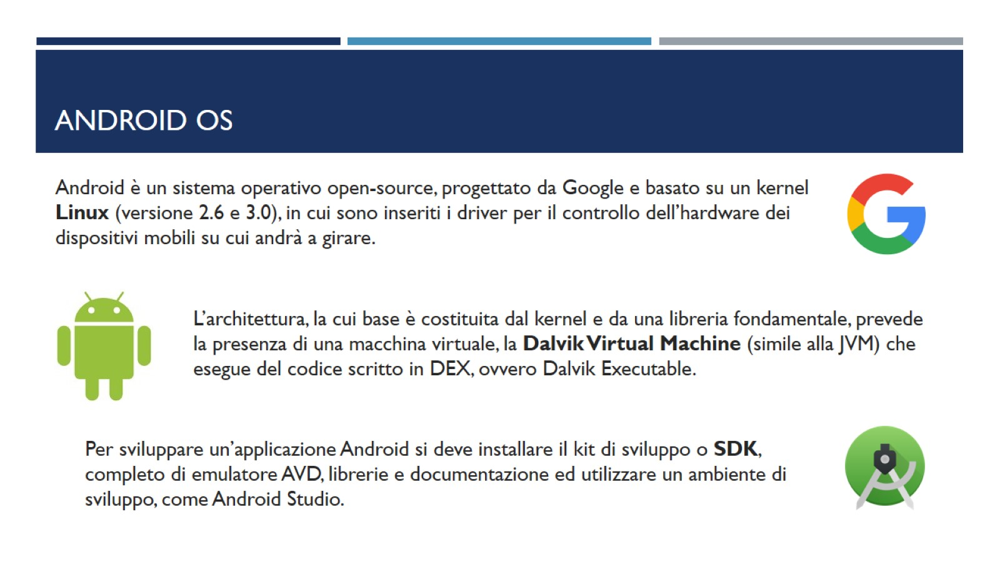 ANDROID OS
Android è un sistema operativo open-source, progettato da Google e basato su un kernel
Linux (versione 2.6 e 3.0), in cui sono inseriti i driver per il controllo dell’hardware dei
dispositivi mobili su cui andrà a girare.
L’architettura, la cui base è costituita dal kernel e da una libreria fondamentale, prevede
la presenza di una macchina virtuale, la Dalvik Virtual Machine (simile alla JVM) che
esegue del codice scritto in DEX, ovvero Dalvik Executable.
Per sviluppare un’applicazione Android si deve installare il kit di sviluppo o SDK,
completo di emulatore AVD, librerie e documentazione ed utilizzare un ambiente di
sviluppo, come Android Studio.